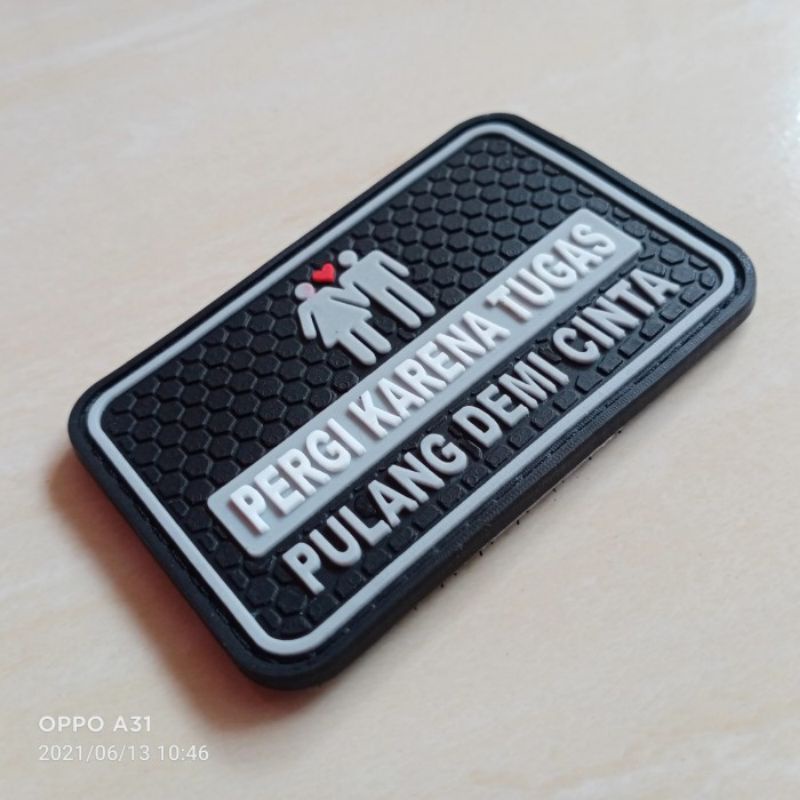 PERGI KARENA TUGAS
PULANG DEMI CINTA
OPPO A31
2021/06/13 10:46